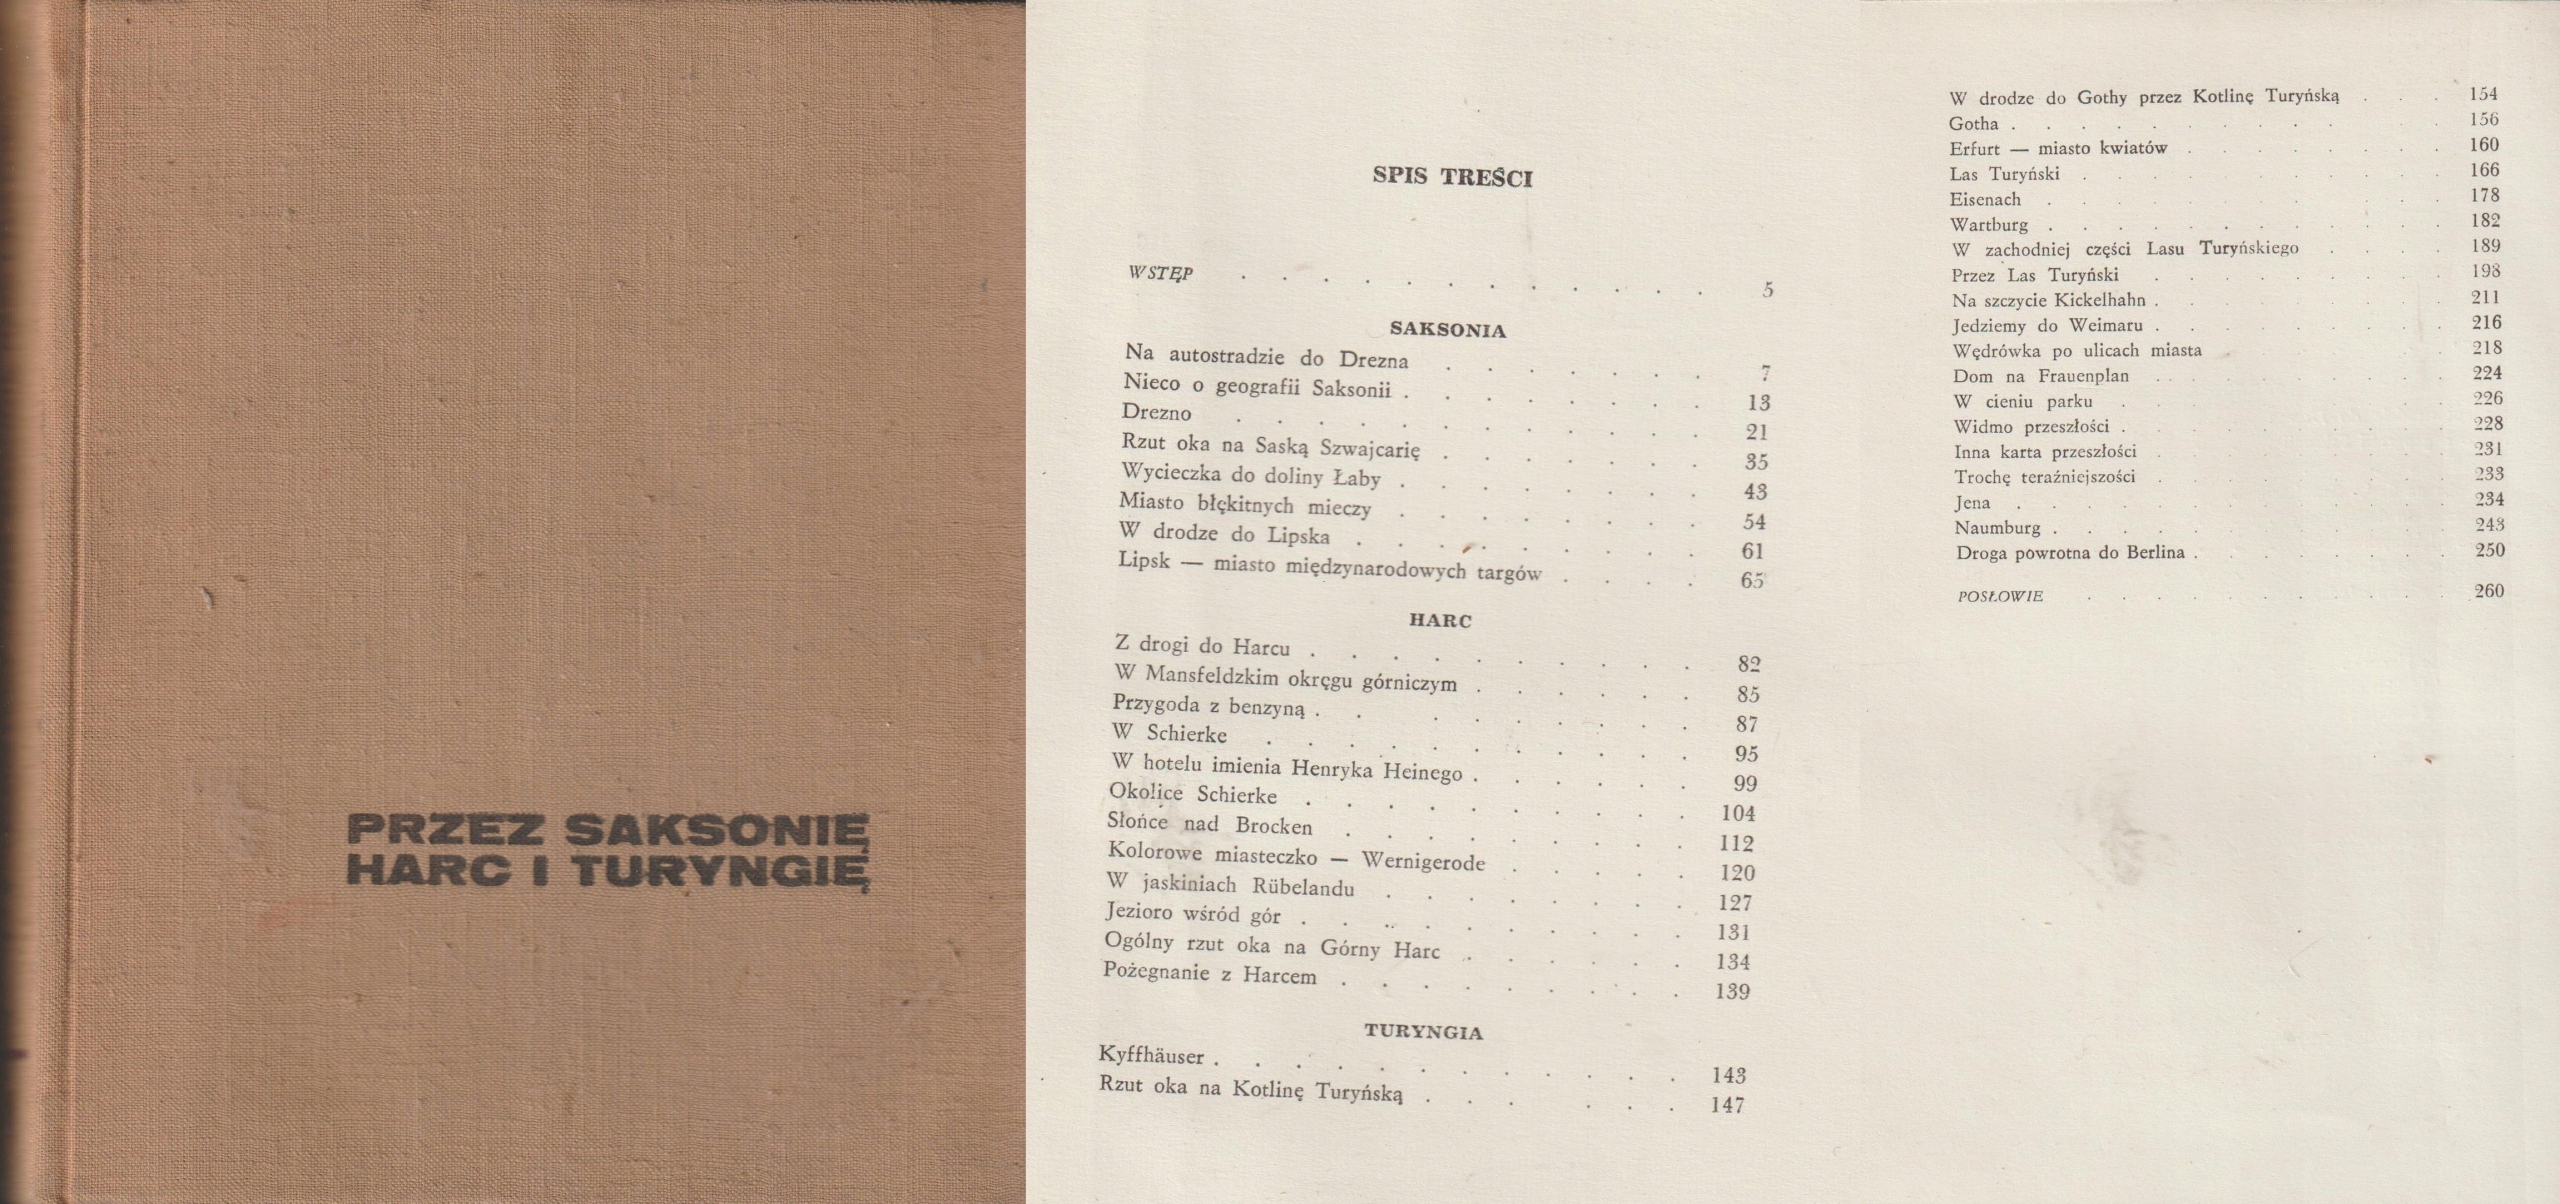 PRZEZ SAKSONIĘ
HARC I TURYNGIĘ
SPIS TREŚCI
WSTĘP . . . . . . . . . . . . 5
SAKSONIA
Na autostradzie do Drezna . . . . . . . 7
Nieco o geografii Saksonii . . . . . . . . 13
Drezno . . . . . . . . . . . . 21
Rzut oka na Saską Szwajcarię . . . . . . . 35
Wycieczka do doliny Łaby . . . . . . . . 43
Miasto błękitnych mieczy . . . . . . . . 54
W drodze do Lipska . . . . . . . . . 61
Lipsk — miasto międzynarodowych targów . . . . 65
HARC
Z drogi do Harcu . . . . . . . . . . 82
W Mansfeldzkim okręgu górniczym . . . . . . 85
Przygoda z benzyną . . . . . . . . . 87
W Schierke . . . . . . . . . . . 95
W hotelu imienia Henryka Heinego . . . . . . 99
Okolice Schierke . . . . . . . . . . 104
Słońce nad Brocken . . . . . . . . . 112
Kolorowe miasteczko — Wernigerode . . . . . 120
W jaskiniach Rübelandu . . . . . . . . 127
Jezioro wśród gór . . . . . . . . . . 131
Ogólny rzut oka na Górny Harc . . . . . . 134
Pożegnanie z Harcem . . . . . . . . . 139
TURYNGIA
Kyffhäuser . . . . . . . . . . . . 143
Rzut oka na Kotlinę Turyńską . . . . . . 147
W drodze do Gothy przez Kotlinę Turyńską . . . 154
Gotha . . . . . . . . . . . . 156
Erfurt — miasto kwiatów . . . . . . . . 160
Las Turyński . . . . . . . . . . 166
Eisenach . . . . . . . . . . . 178
Wartburg . . . . . . . . . . . 182
W zachodniej części Lasu Turyńskiego . . . . 189
Przez Las Turyński . . . . . . . . . 198
Na szczycie Kickelhahn . . . . . . . . 211
Jedziemy do Weimaru . . . . . . . . . 216
Wędrówka po ulicach miasta . . . . . . . 218
Dom na Frauenplan . . . . . . . . . 224
W cieniu parku . . . . . . . . . . 226
Widmo przeszłości . . . . . . . . . . 228
Inna karta przeszłości . . . . . . . . . 231
Trochę teraźniejszości . . . . . . . . . 233
Jena . . . . . . . . . . . . 234
Naumburg . . . . . . . . . . . 243
Droga powrotna do Berlina . . . . . . . . 250
POSŁOWIE . . . . . . . . . . . 260